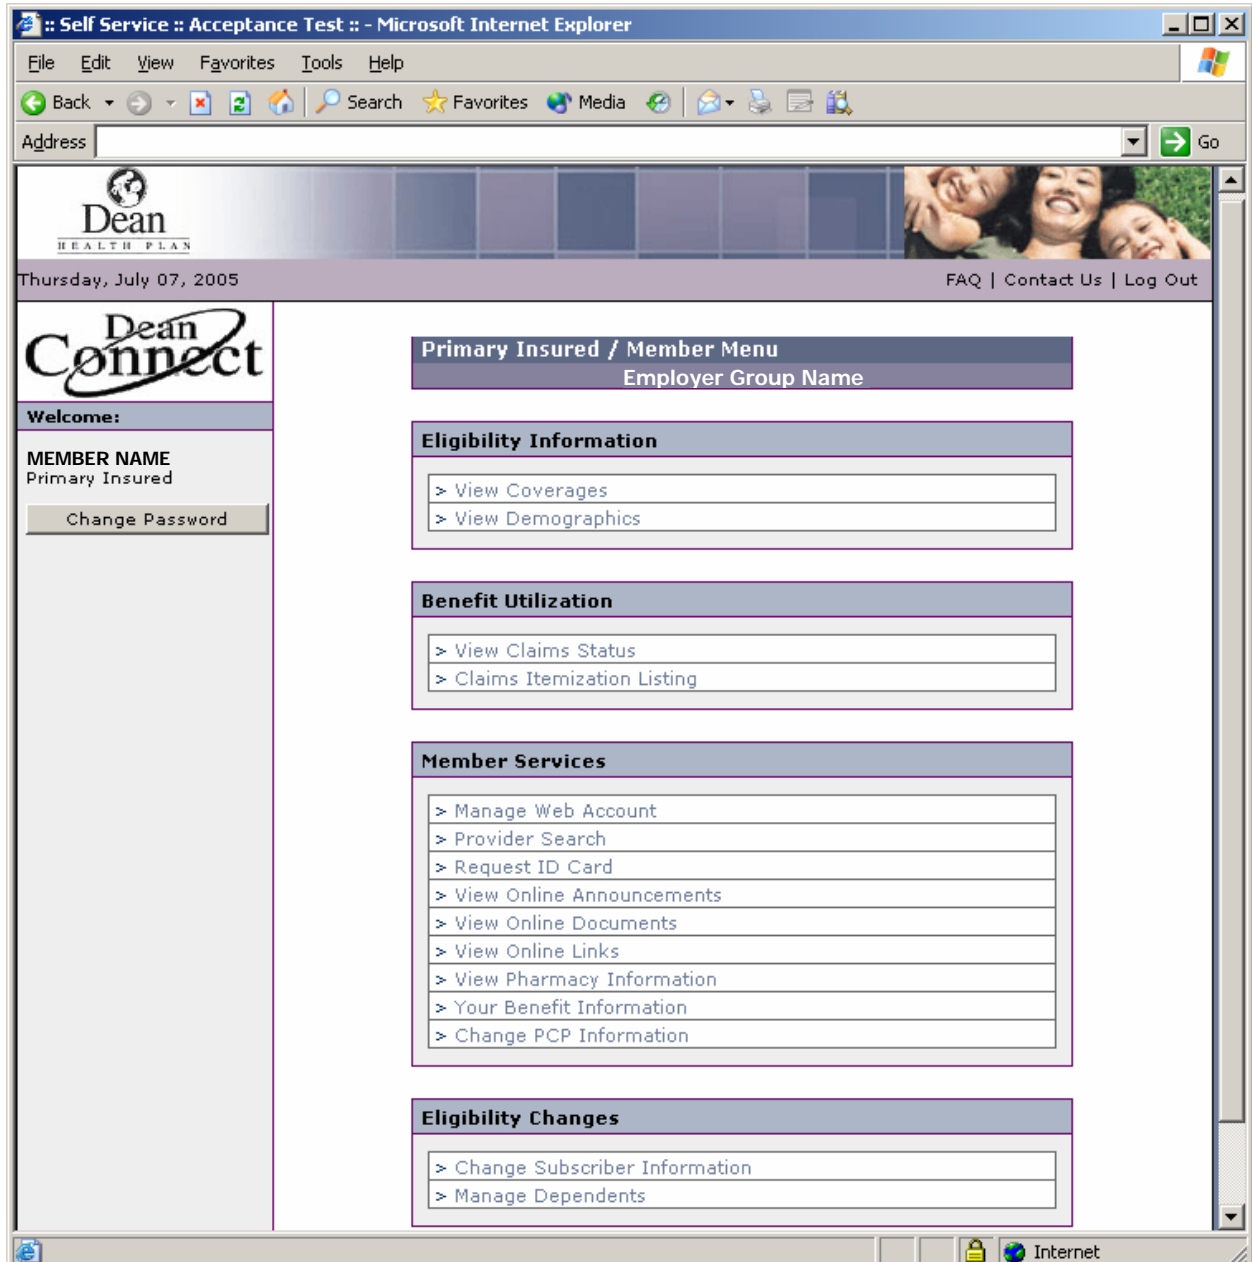 :: Self Service :: Acceptance Test :: - Microsoft Internet Explorer
File Edit View Favorites Tools Help
Back Search Favorites Media
Address Go
Dean
HEALTH PLAN
Thursday, July 07, 2005 FAQ | Contact Us | Log Out
Dean
Connect
Welcome:
MEMBER NAME
Primary Insured
Change Password
Primary Insured / Member Menu
Employer Group Name
Eligibility Information
> View Coverages
> View Demographics
Benefit Utilization
> View Claims Status
> Claims Itemization Listing
Member Services
> Manage Web Account
> Provider Search
> Request ID Card
> View Online Announcements
> View Online Documents
> View Online Links
> View Pharmacy Information
> Your Benefit Information
> Change PCP Information
Eligibility Changes
> Change Subscriber Information
> Manage Dependents
Internet